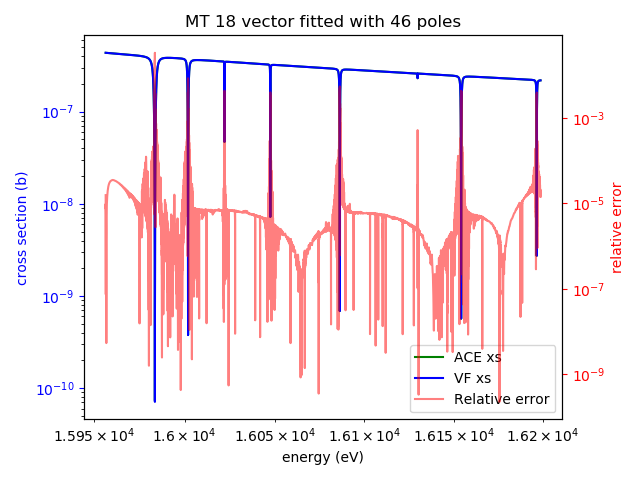 MT 18 vector fitted with 46 poles
cross section (b)
10⁻⁷
10⁻⁸
10⁻⁹
10⁻¹⁰
10⁻³
10⁻⁵
10⁻⁷
10⁻⁹
relative error
ACE xs
VF xs
Relative error
1.595 × 10⁴ 1.6 × 10⁴ 1.605 × 10⁴ 1.61 × 10⁴ 1.615 × 10⁴ 1.62 × 10⁴
energy (eV)